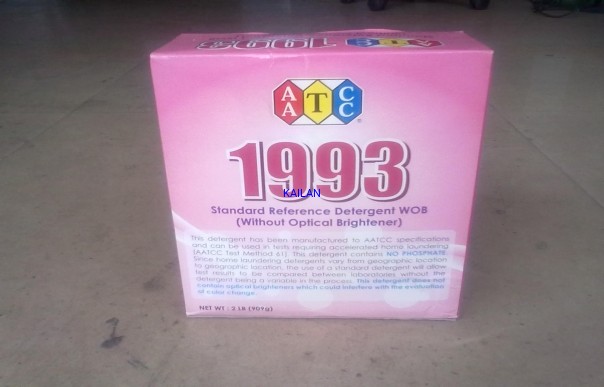 1993 AATCC
AATCC ®
1993
KAILAN
Standard Reference Detergent WOB
(Without Optical Brightener)
This detergent has been manufactured to AATCC specifications
and can be used in tests requiring accelerated home laundering
(AATCC Test Method 61). This detergent contains NO PHOSPHATE.
Since home laundering detergents vary from geographic location
to geographic location, the use of a standard detergent will allow
test results to be compared between laboratories without the
detergent being a variable in the process. This detergent does not
contain optical brighteners which could interfere with the evaluation
of color change.
NET WT : 2 LB (909g)